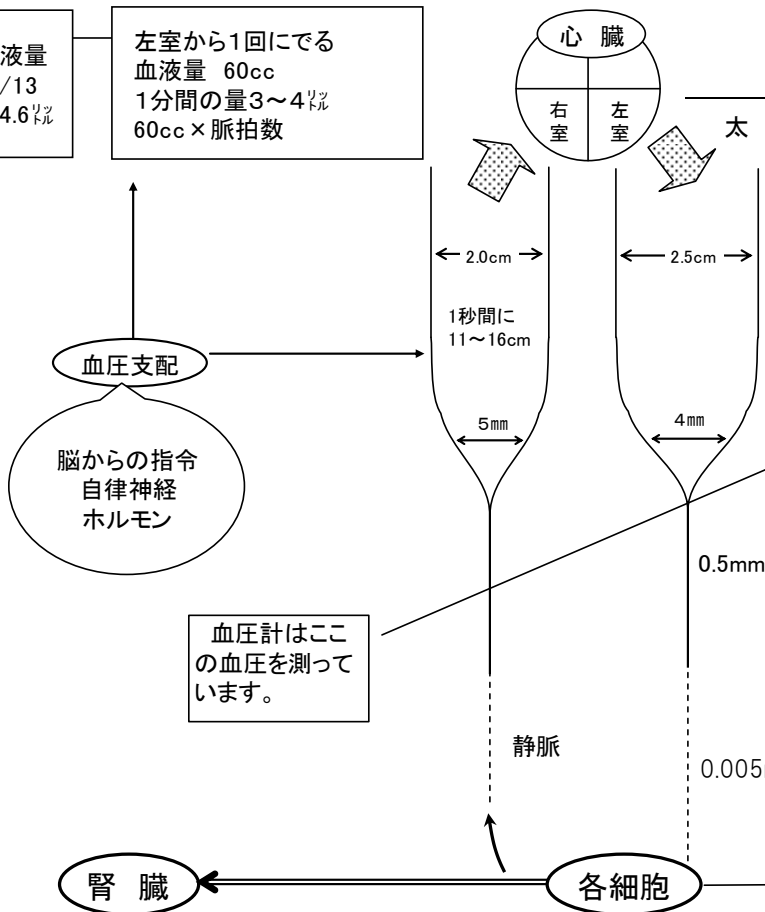 液量
/13
4.6㍑
左室から1回にでる
血液量 60cc
1分間の量3～4㍑
60cc×脈拍数
心 臓
右室
左室
太
2.0cm
2.5cm
1秒間に
11～16cm
血圧支配
5㎜
4㎜
脳からの指令
自律神経
ホルモン
0.5mm
血圧計はここ
の血圧を測って
います。
静脈
0.005
腎 臓
各細胞